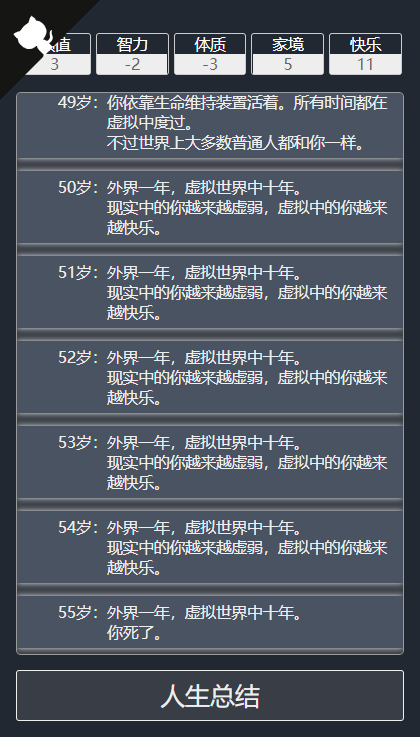 值 智力 体质 家境 快乐
3 -2 -3 5 11
49岁：你依靠生命维持装置活着。所有时间都在
虚拟中度过。
不过世界上大多数普通人都和你一样。
50岁：外界一年，虚拟世界中十年。
现实中的你越来越虚弱，虚拟中的你越来
越快乐。
51岁：外界一年，虚拟世界中十年。
现实中的你越来越虚弱，虚拟中的你越来
越快乐。
52岁：外界一年，虚拟世界中十年。
现实中的你越来越虚弱，虚拟中的你越来
越快乐。
53岁：外界一年，虚拟世界中十年。
现实中的你越来越虚弱，虚拟中的你越来
越快乐。
54岁：外界一年，虚拟世界中十年。
现实中的你越来越虚弱，虚拟中的你越来
越快乐。
55岁：外界一年，虚拟世界中十年。
你死了。
人生总结